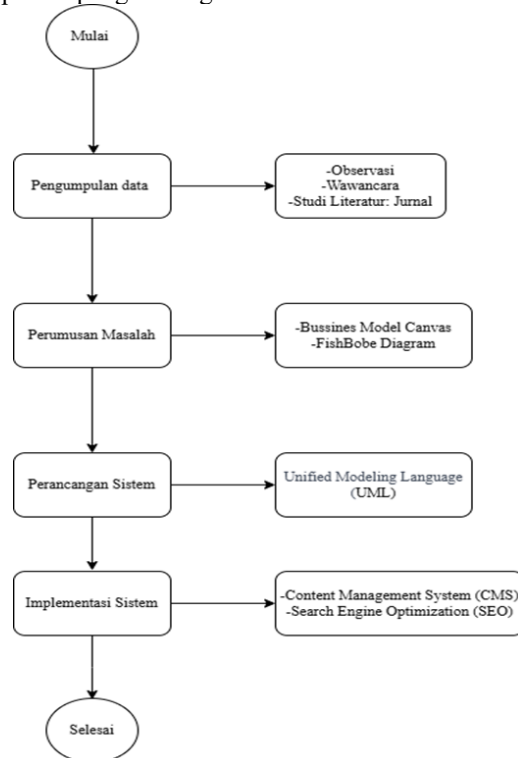 Mulai
Pengumpulan data
-Observasi
-Wawancara
-Studi Literatur: Jurnal
Perumusan Masalah
-Bussines Model Canvas
-FishBobe Diagram
Perancangan Sistem
Unified Modeling Language
(UML)
Implementasi Sistem
-Content Management System (CMS)
-Search Engine Optimization (SEO)
Selesai